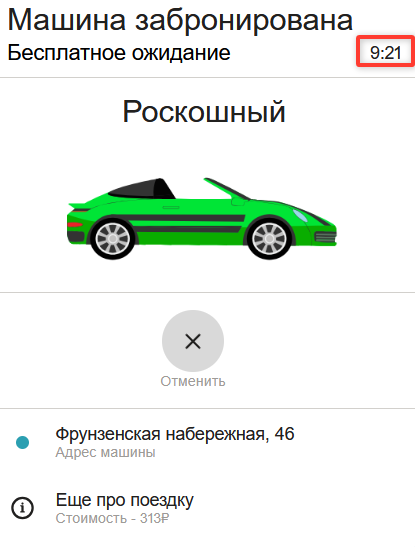 Машина забронирована
Бесплатное ожидание 9:21
Роскошный
Отменить
Фрунзенская набережная, 46
Адрес машины
Еще про поездку
Стоимость - 313₽